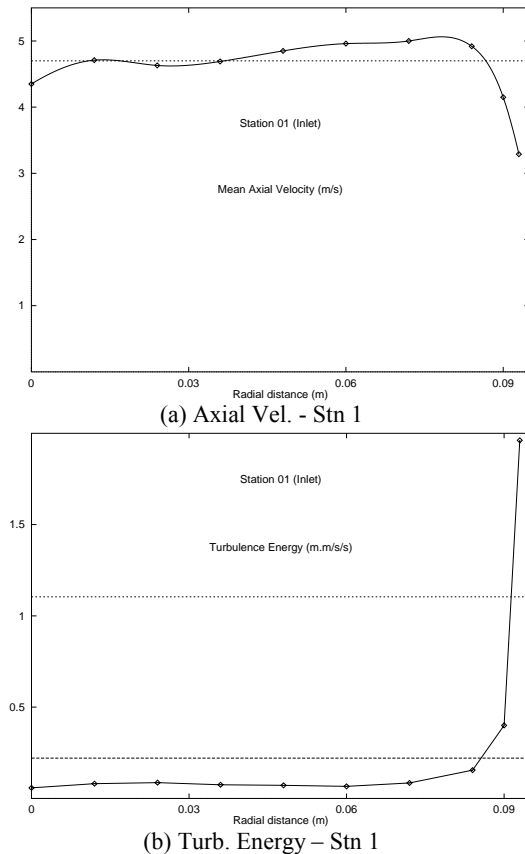 5
4
Station 01 (Inlet)
3
Mean Axial Velocity (m/s)
2
1
0 0.03 0.06 0.09
Radial distance (m)
(a) Axial Vel. - Stn 1
Station 01 (Inlet)
1.5
Turbulence Energy (m.m/s/s)
1
0.5
0 0.03 0.06 0.09
Radial distance (m)
(b) Turb. Energy – Stn 1